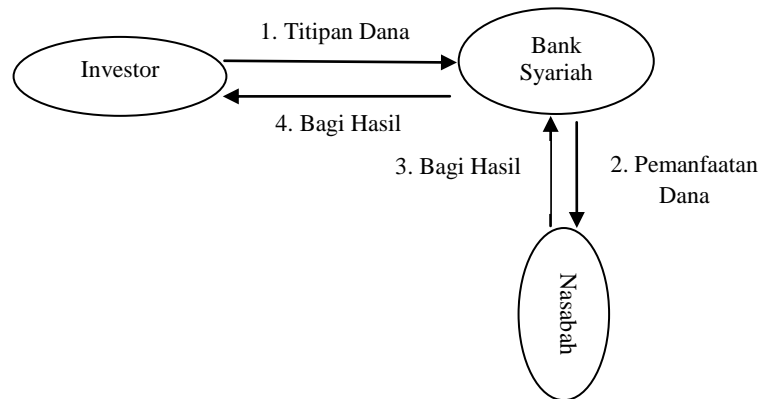 1. Titipan Dana
Investor
Bank
Syariah
4. Bagi Hasil
3. Bagi Hasil
2. Pemanfaatan
Dana
Nasabah